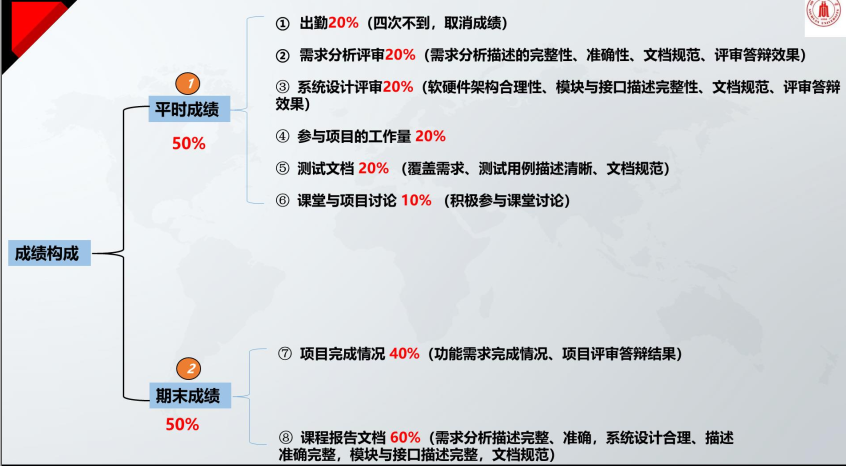 ① 出勤20%（四次不到，取消成绩）
② 需求分析评审20%（需求分析描述的完整性、准确性、文档规范、评审答辩效果）
③ 系统设计评审20%（软硬件架构合理性、模块与接口描述完整性、文档规范、评审答辩
效果）
1
平时成绩
50%
④ 参与项目的工作量 20%
⑤ 测试文档 20% （覆盖需求、测试用例描述清晰、文档规范）
⑥ 课堂与项目讨论 10% （积极参与课堂讨论）
成绩构成
2
期末成绩
50%
⑦ 项目完成情况 40%（功能需求完成情况、项目评审答辩结果）
⑧ 课程报告文档 60%（需求分析描述完整、准确，系统设计合理、描述
准确完整，模块与接口描述完整，文档规范）